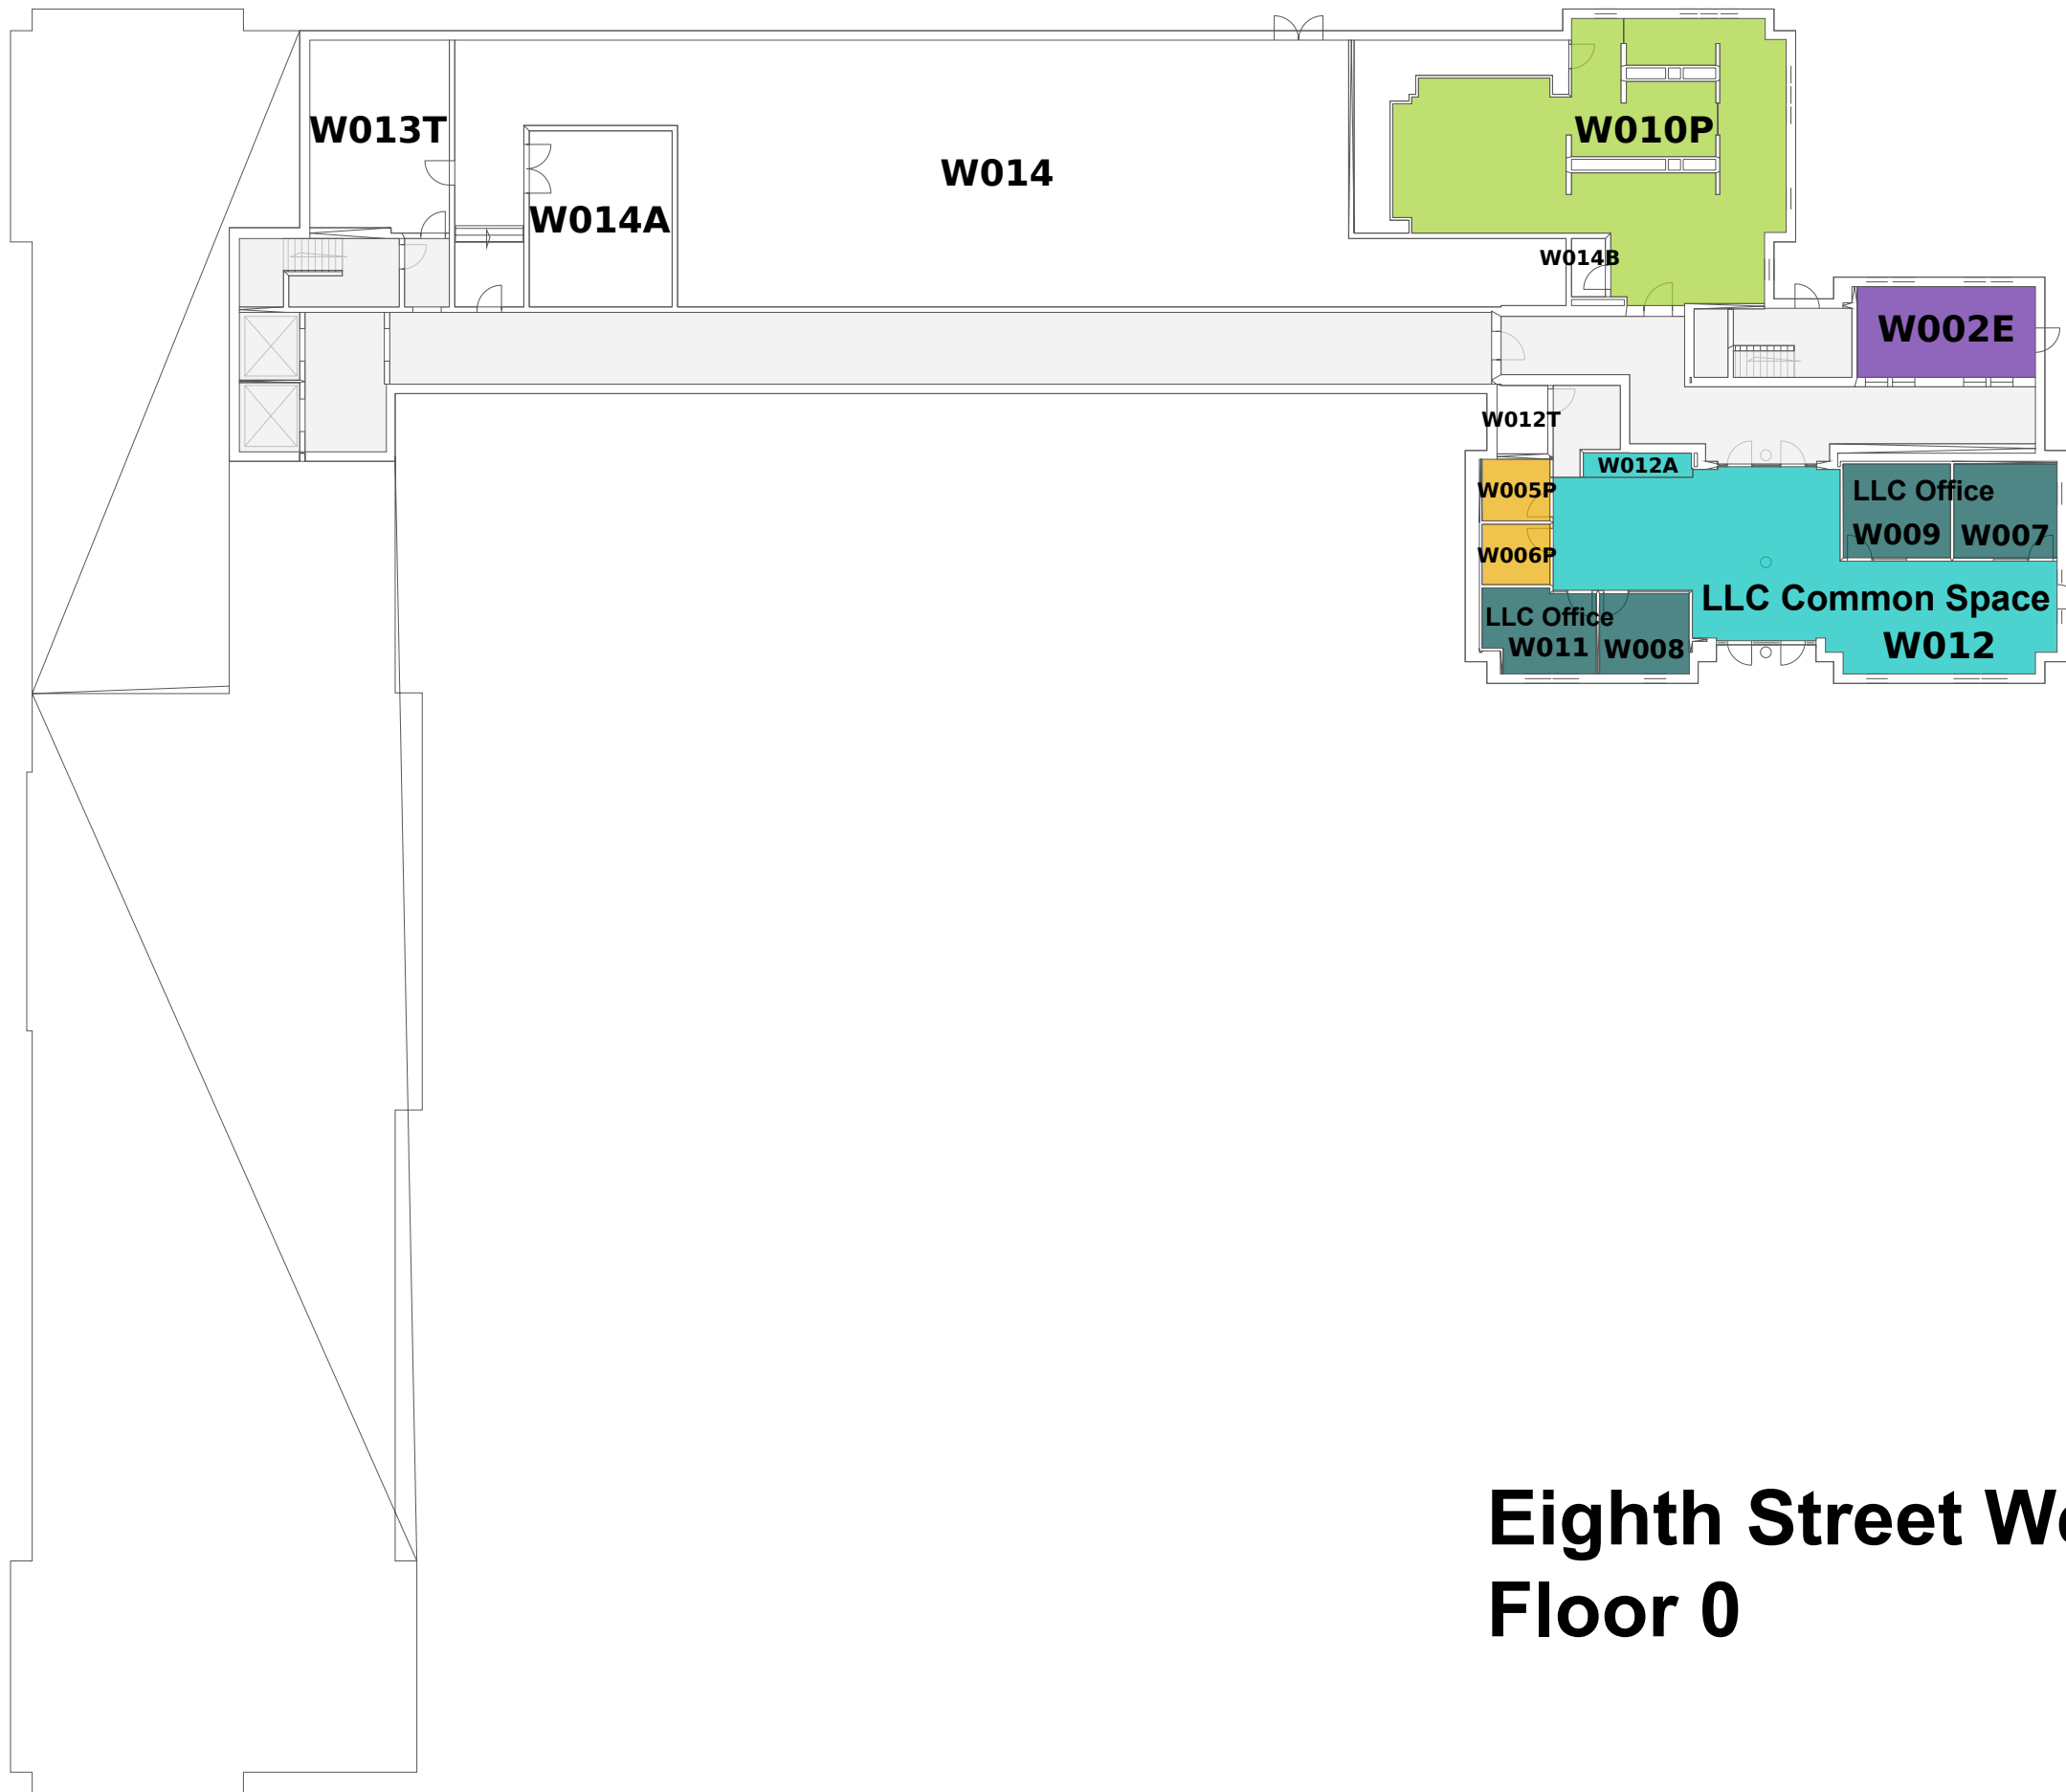 W013T
W014
W014A
W010P
W014B
W002E
W012T
W012A
W005P
LLC Office
W009
W007
W006P
LLC Common Space
W012
LLC Office
W011
W008
Eighth Street
Floor 0